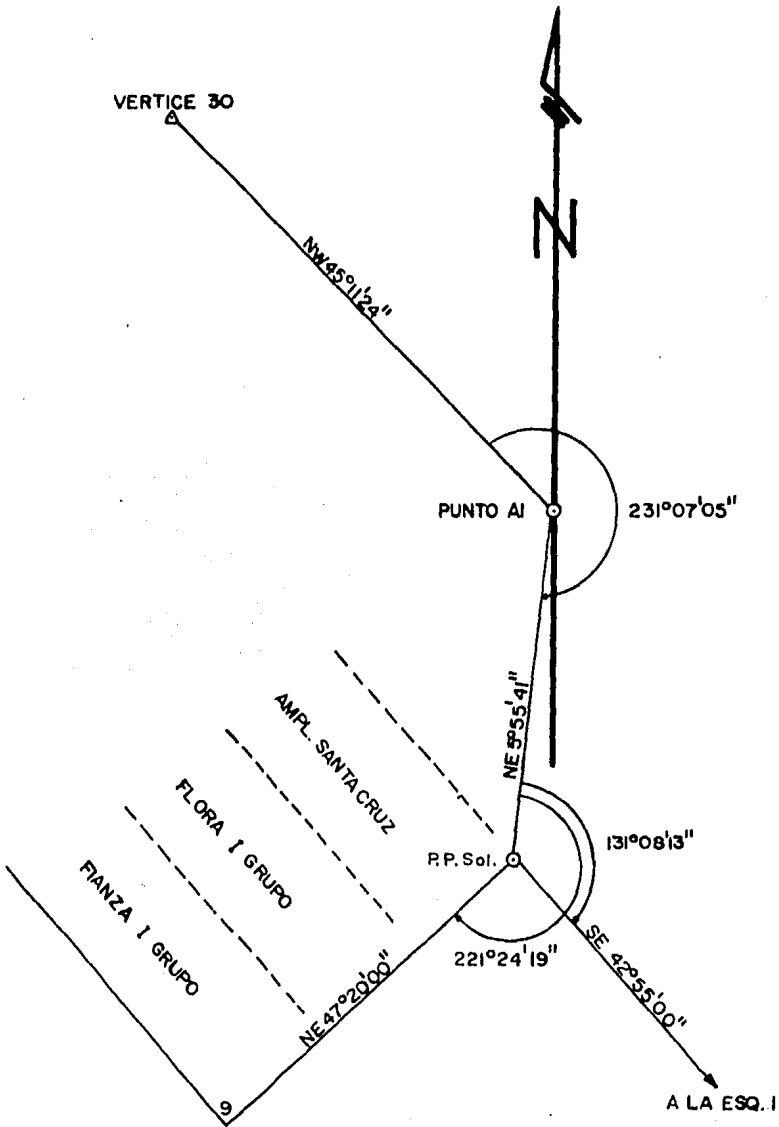 VERTICE 30
N
NW45°11'24"
PUNTO A1
231°07'05"
NE 5°55'41"
AMPL. SANTA CRUZ
FLORA I GRUPO
FIANZA I GRUPO
P.P. Sol.
131°08'13"
221°24'19"
SE 42°55'00"
NE47°20'00"
9
A LA ESQ. I